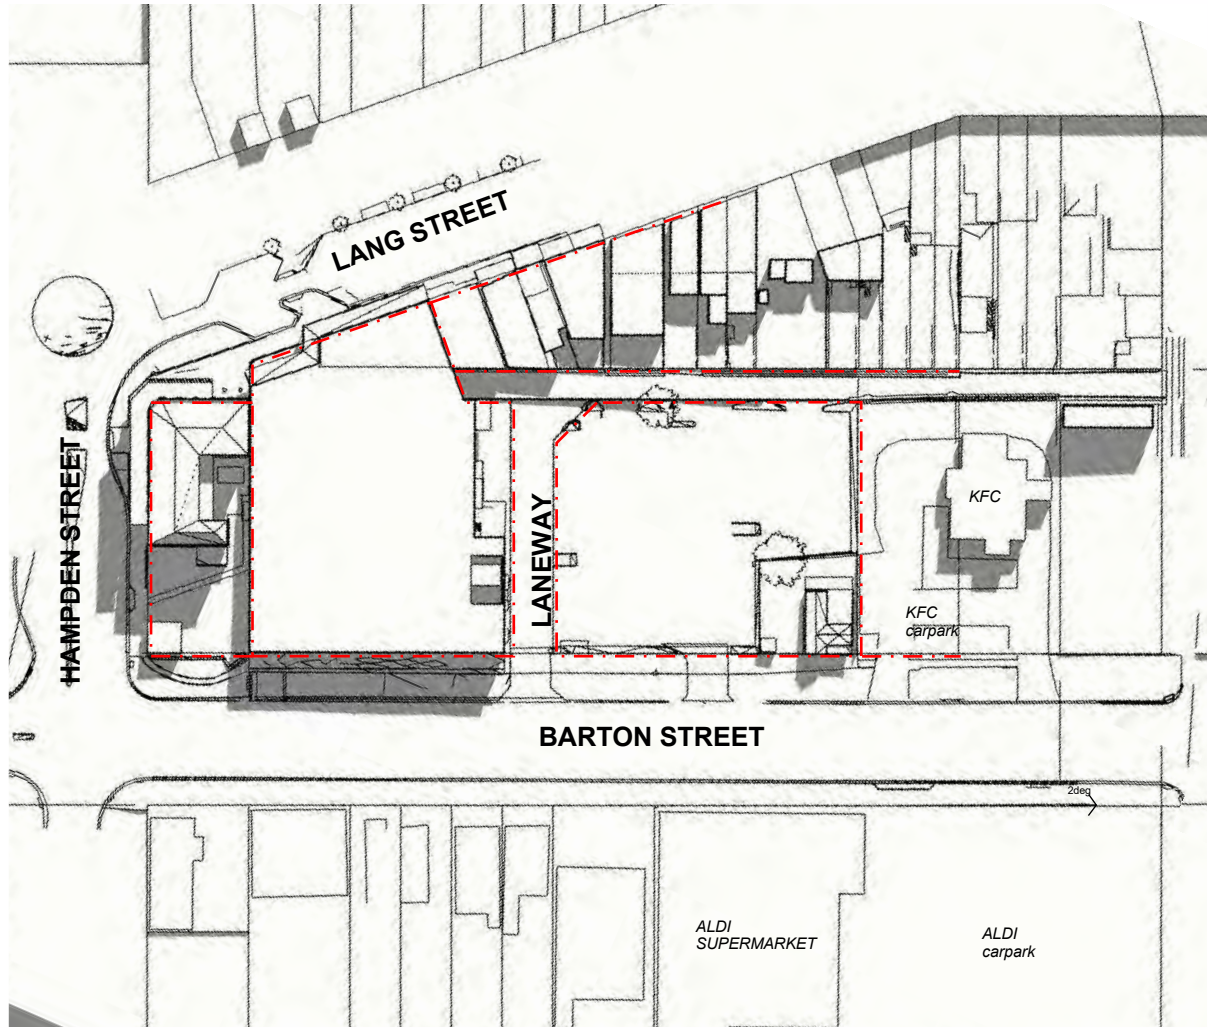 LANG STREET
HAMPDEN STREET
LANEWAY
KFC
KFC
carpark
BARTON STREET
2deg
ALDI
SUPERMARKET
ALDI
carpark